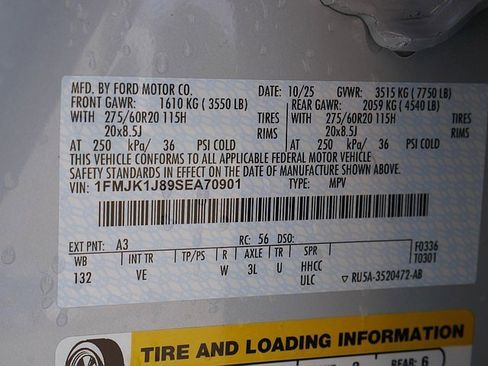 MFD. BY FORD MOTOR CO. DATE: 10/25 GVWR: 3515 KG ( 7750 LB)
FRONT GAWR: 1610 KG ( 3550 LB) REAR GAWR: 2059 KG ( 4540 LB)
WITH 275/60R20 115H TIRES WITH 275/60R20 115H TIRES
20x8.5J RIMS 20x8.5J RIMS
AT 250 kPa/ 36 PSI COLD AT 250 kPa/ 36 PSI COLD
THIS VEHICLE CONFORMS TO ALL APPLICABLE FEDERAL MOTOR VEHICLE
SAFETY STANDARDS IN EFFECT ON THE DATE OF MANUFACTURE SHOWN ABOVE.
VIN: 1FMJK1J89SEA70901 TYPE: MPV
EXT PNT: A3 RC: 56 DSO: F0336
WB INT TR TP/PS R AXLE TR SPR T0301
132 VE W 3L U HHCC
ULC ▽ RU5A-3520472-AB
TIRE AND LOADING INFORMATION
REAR: 6